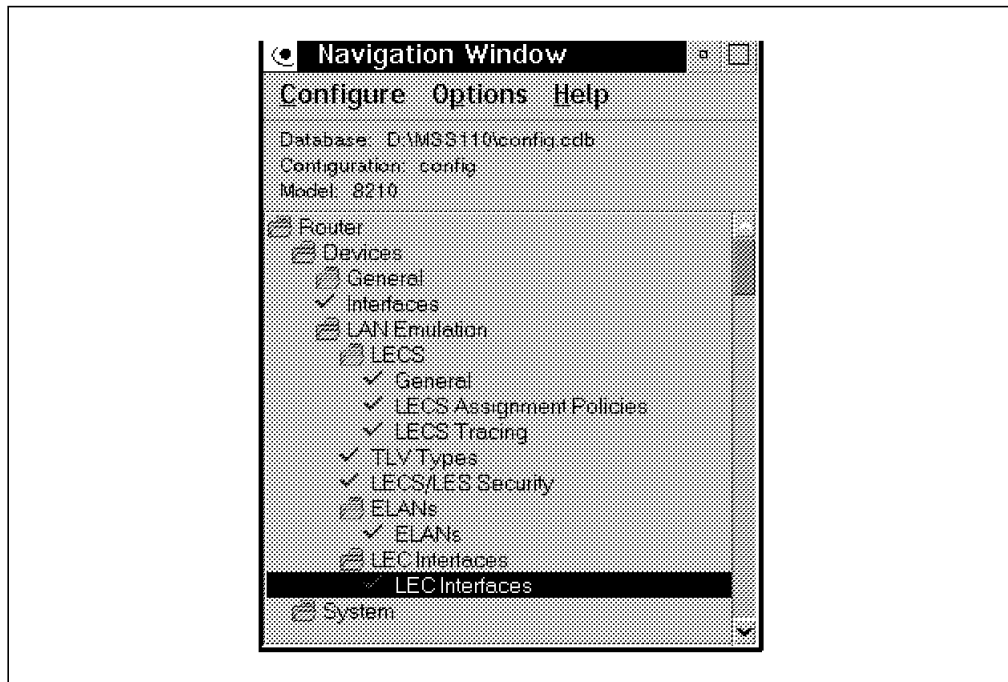 Navigation Window
Configure Options Help
Database: D:\MSS110\config.cdb
Configuration: config
Model: 8210
Router
Devices
General
Interfaces
LAN Emulation
LECS
General
LECS Assignment Policies
LECS Tracing
TLV Types
LECS/LES Security
ELANs
ELANs
LEC Interfaces
LEC Interfaces
System